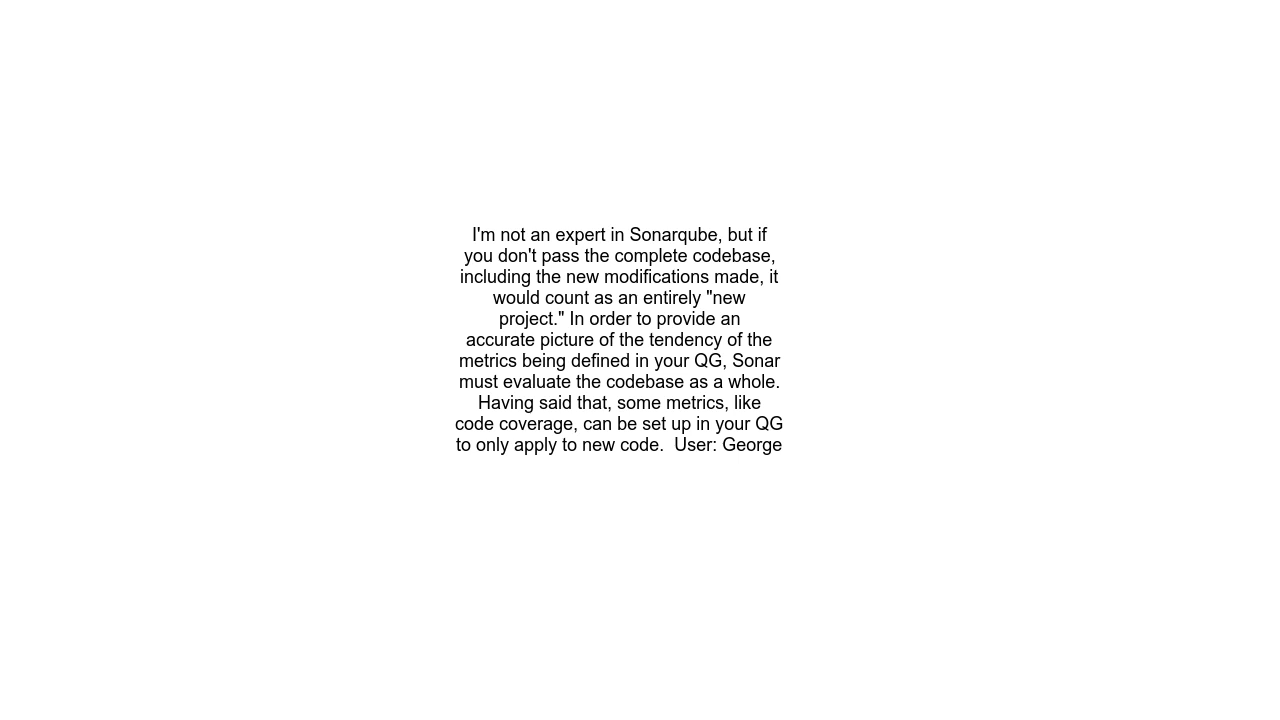 I'm not an expert in Sonarqube, but if
you don't pass the complete codebase,
including the new modifications made, it
would count as an entirely "new
project." In order to provide an
accurate picture of the tendency of the
metrics being defined in your QG, Sonar
must evaluate the codebase as a whole.
Having said that, some metrics, like
code coverage, can be set up in your QG
to only apply to new code.  User: George